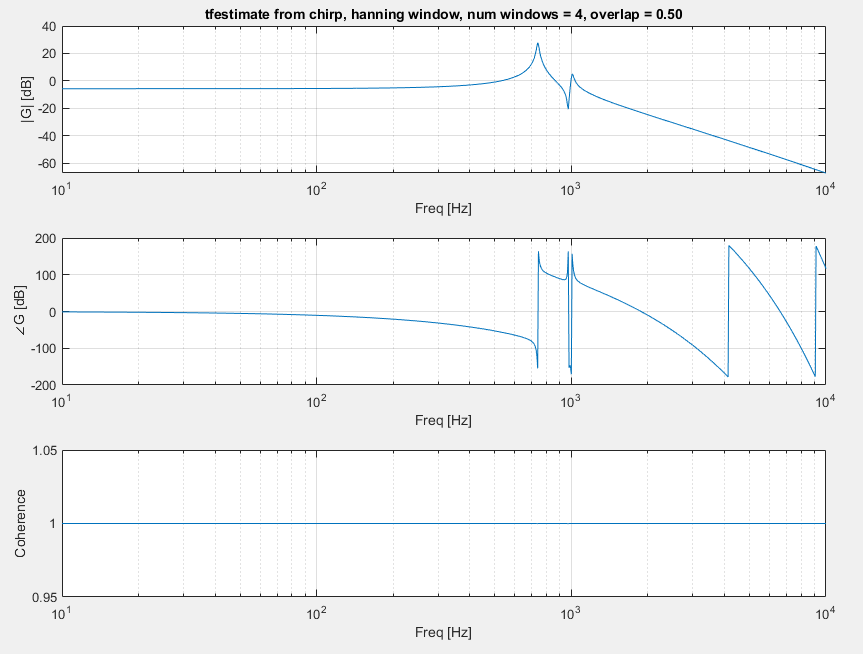 tfestimate from chirp, hanning window, num windows = 4, overlap = 0.50
40
20
0
-20
-40
-60
|G| [dB]
10^1 10^2 10^3 10^4
Freq [Hz]
200
100
0
-100
-200
∠G [dB]
10^1 10^2 10^3 10^4
Freq [Hz]
1.05
1
0.95
Coherence
10^1 10^2 10^3 10^4
Freq [Hz]